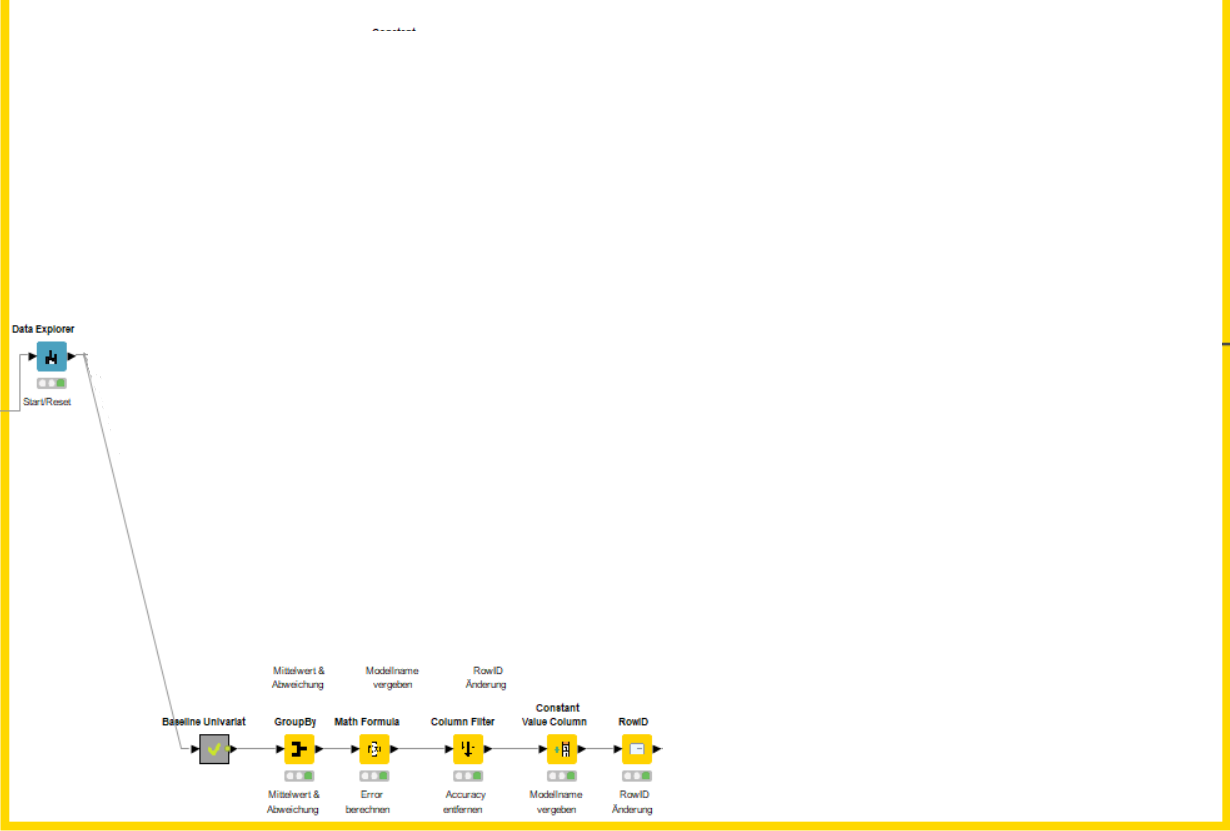 Constant
Data Explorer
Start/Reset
Mittelwert &
Abweichung
Modellname
vergeben
RowID
Änderung
Baseline Univariat
GroupBy
Math Formula
Column Filter
Constant
Value Column
RowID
Mittelwert &
Abweichung
Error
berechnen
Accuracy
entfernen
Modellname
vergeben
RowID
Änderung